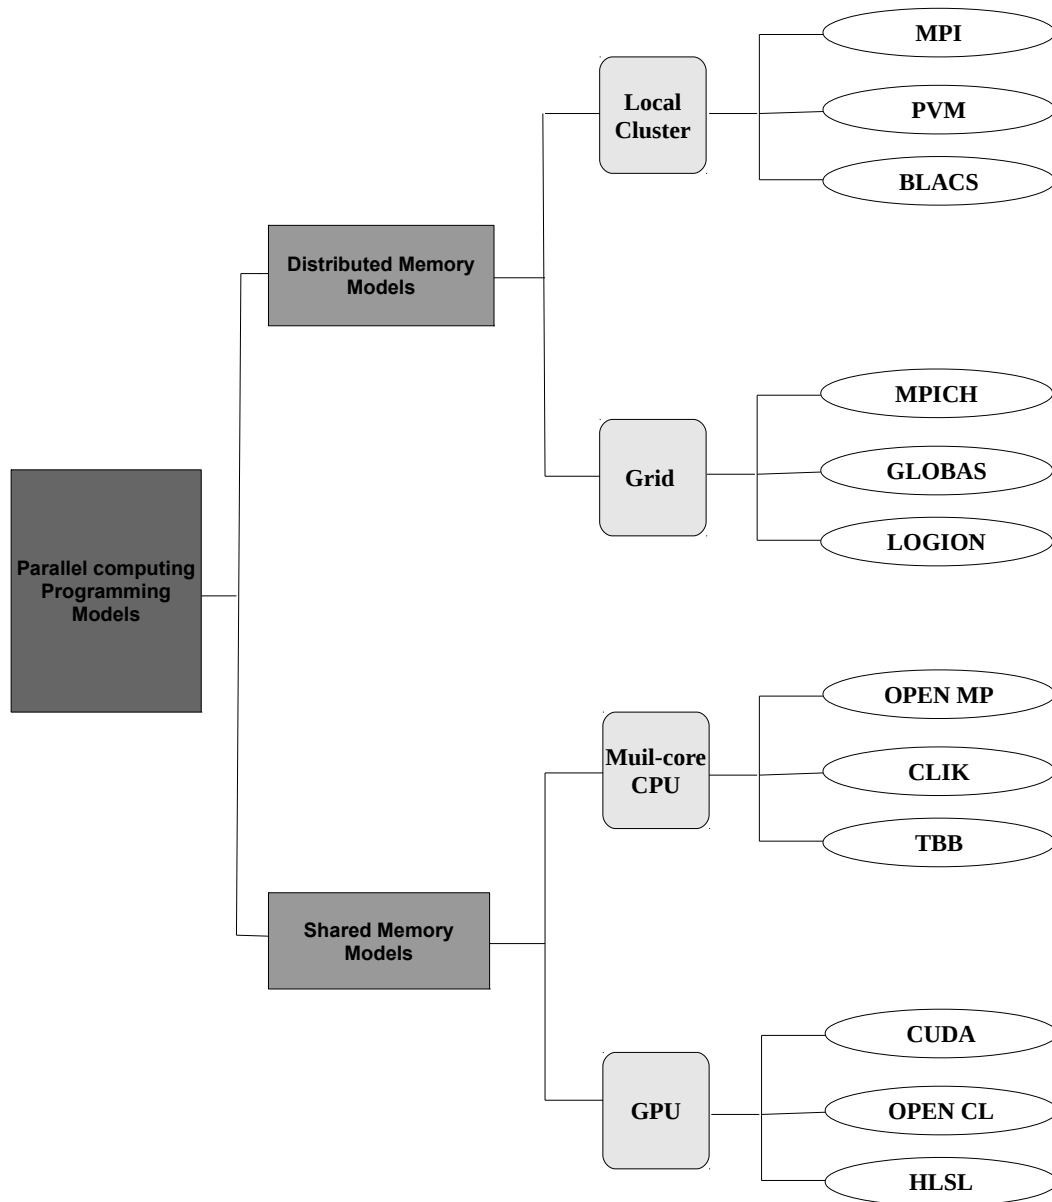 MPI
Local
Cluster
PVM
BLACS
Distributed Memory
Models
MPICH
Grid
GLOBAS
LOGION
Parallel computing
Programming
Models
OPEN MP
Muil-core
CPU
CLIK
TBB
Shared Memory
Models
CUDA
GPU
OPEN CL
HLSL